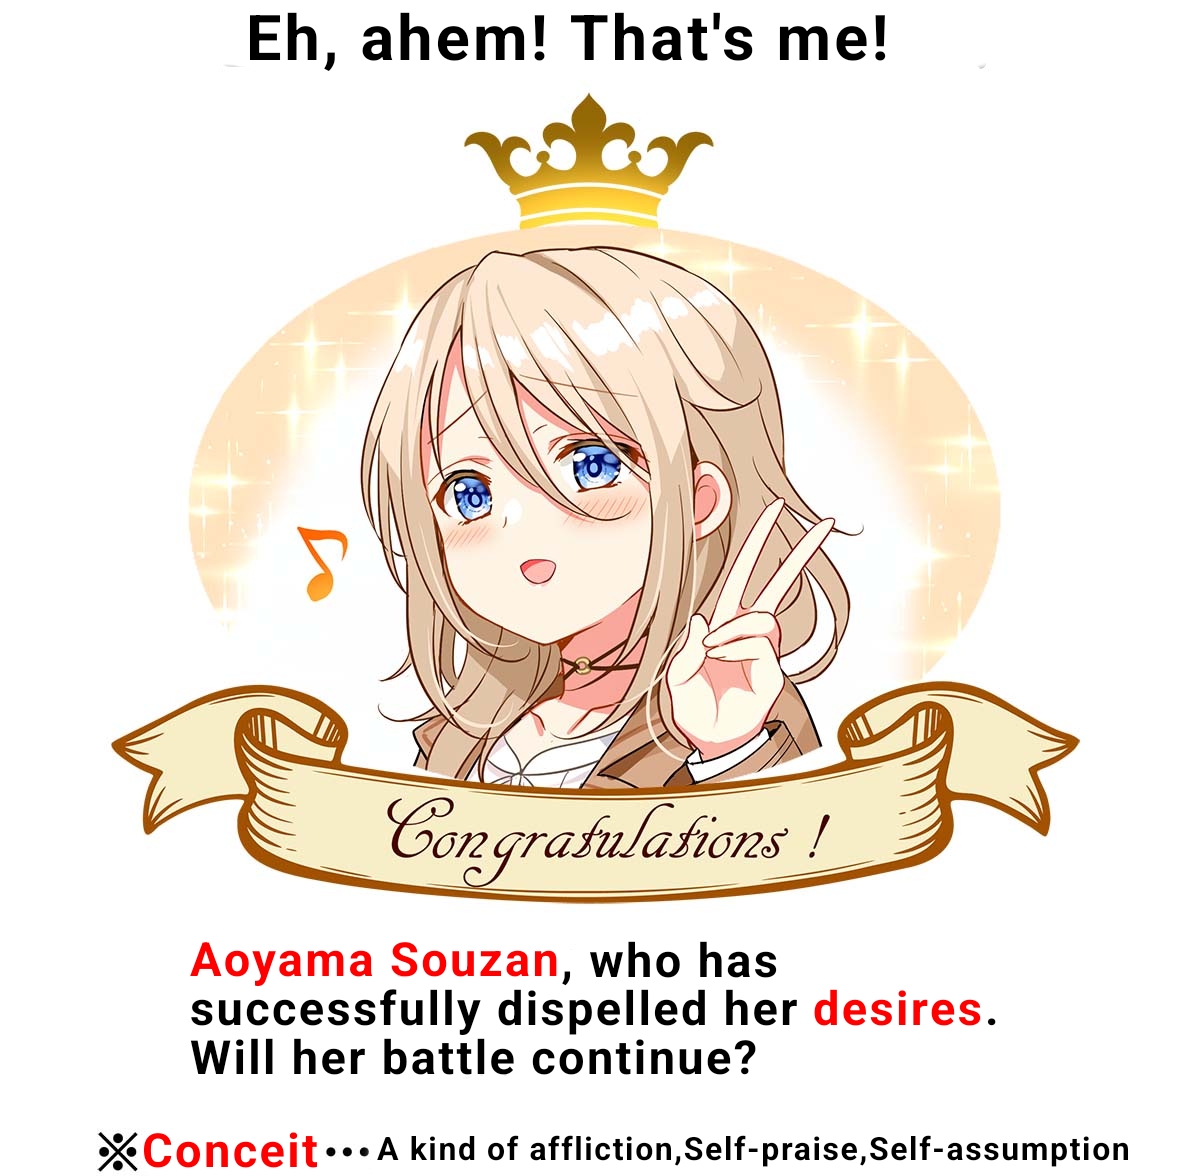 Eh, ahem! That's me!
Congratulations !
Aoyama Souzan, who has
successfully dispelled her desires.
Will her battle continue?
※Conceit•••A kind of affliction,Self-praise,Self-assumption